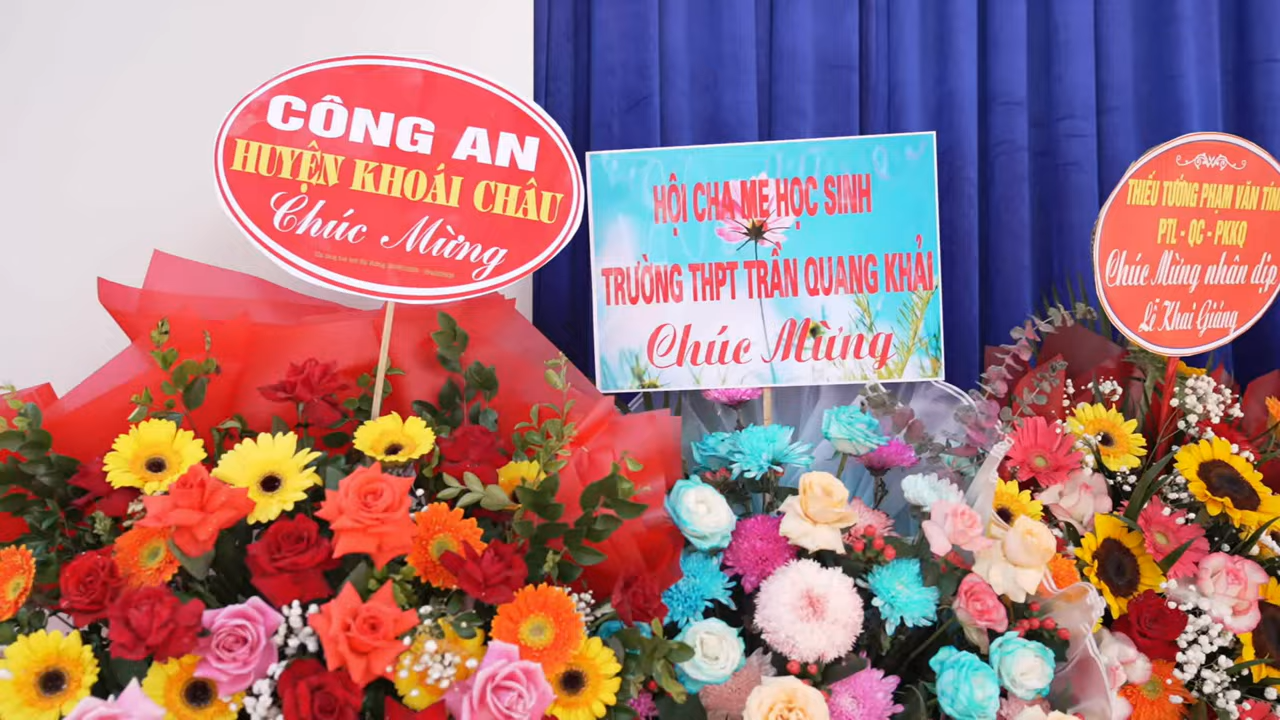 CÔNG AN
HUYỆN KHOÁI CHÂU
Chúc Mừng
HỘI CHA MẸ HỌC SINH
TRƯỜNG THPT TRẦN QUANG KHẢI
Chúc Mừng
THIẾU TƯỚNG PHẠM VĂN TÍN
PTL - QC - PKKQ
Chúc Mừng nhân dịp
Lễ Khai Giảng